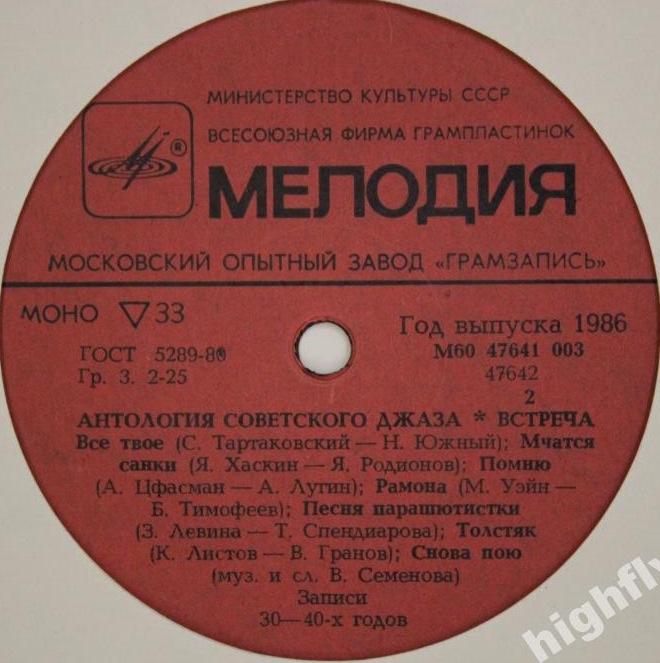 МИНИСТЕРСТВО КУЛЬТУРЫ СССР
ВСЕСОЮЗНАЯ ФИРМА ГРАМПЛАСТИНОК
®
МЕЛОДИЯ
МОСКОВСКИЙ ОПЫТНЫЙ ЗАВОД «ГРАМЗАПИСЬ»
МОНО ▽ 33
Год выпуска 1986
ГОСТ 5289-80
М60 47641 003
Гр. 3. 2-25
47642
2
АНТОЛОГИЯ СОВЕТСКОГО ДЖАЗА * ВСТРЕЧА
Все твое (С. Тартаковский — Н. Южный); Мчатся
санки (Я. Хаскин — Я. Родионов); Помню
(А. Цфасман — А. Лугин); Рамона (М. Уэйн —
Б. Тимофеев); Песня парашютистки
(З. Левина — Т. Спендиарова); Толстяк
(К. Листов — В. Гранов); Снова пою
(муз. и сл. В. Семенова)
Записи
30—40-х годов
highfly